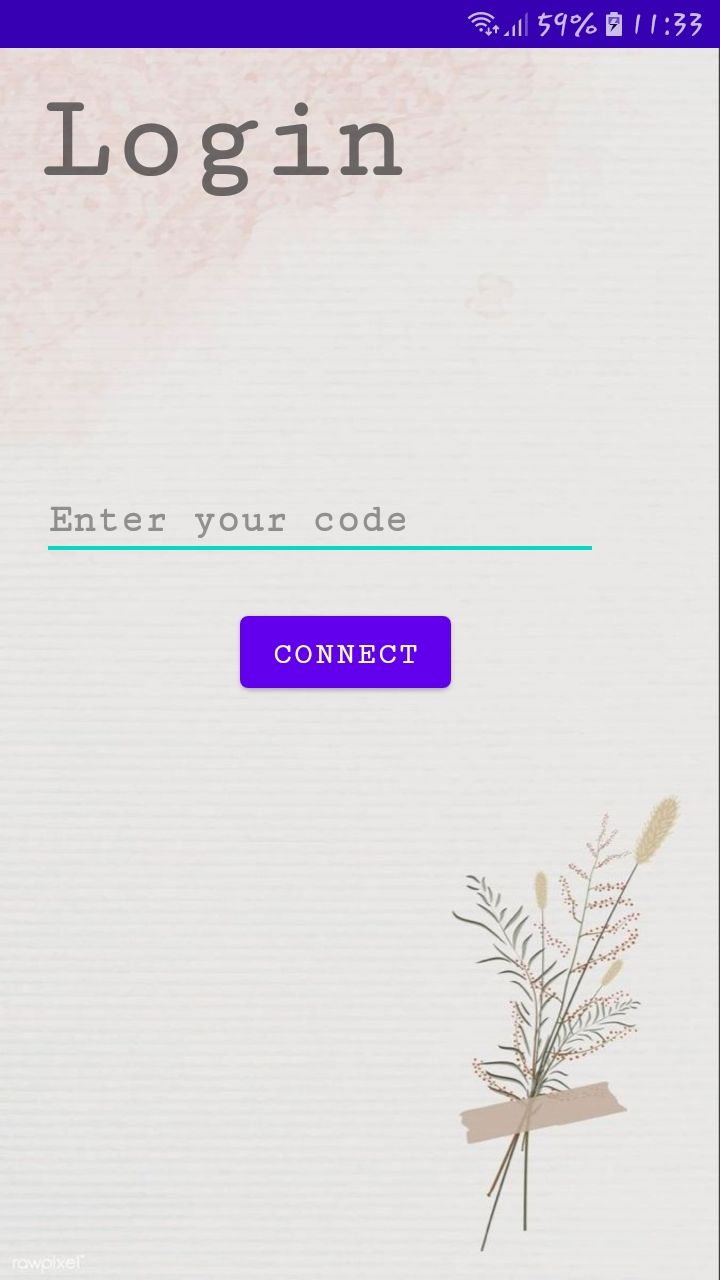 59% 11:33
Login
Enter your code
CONNECT
rawpixel